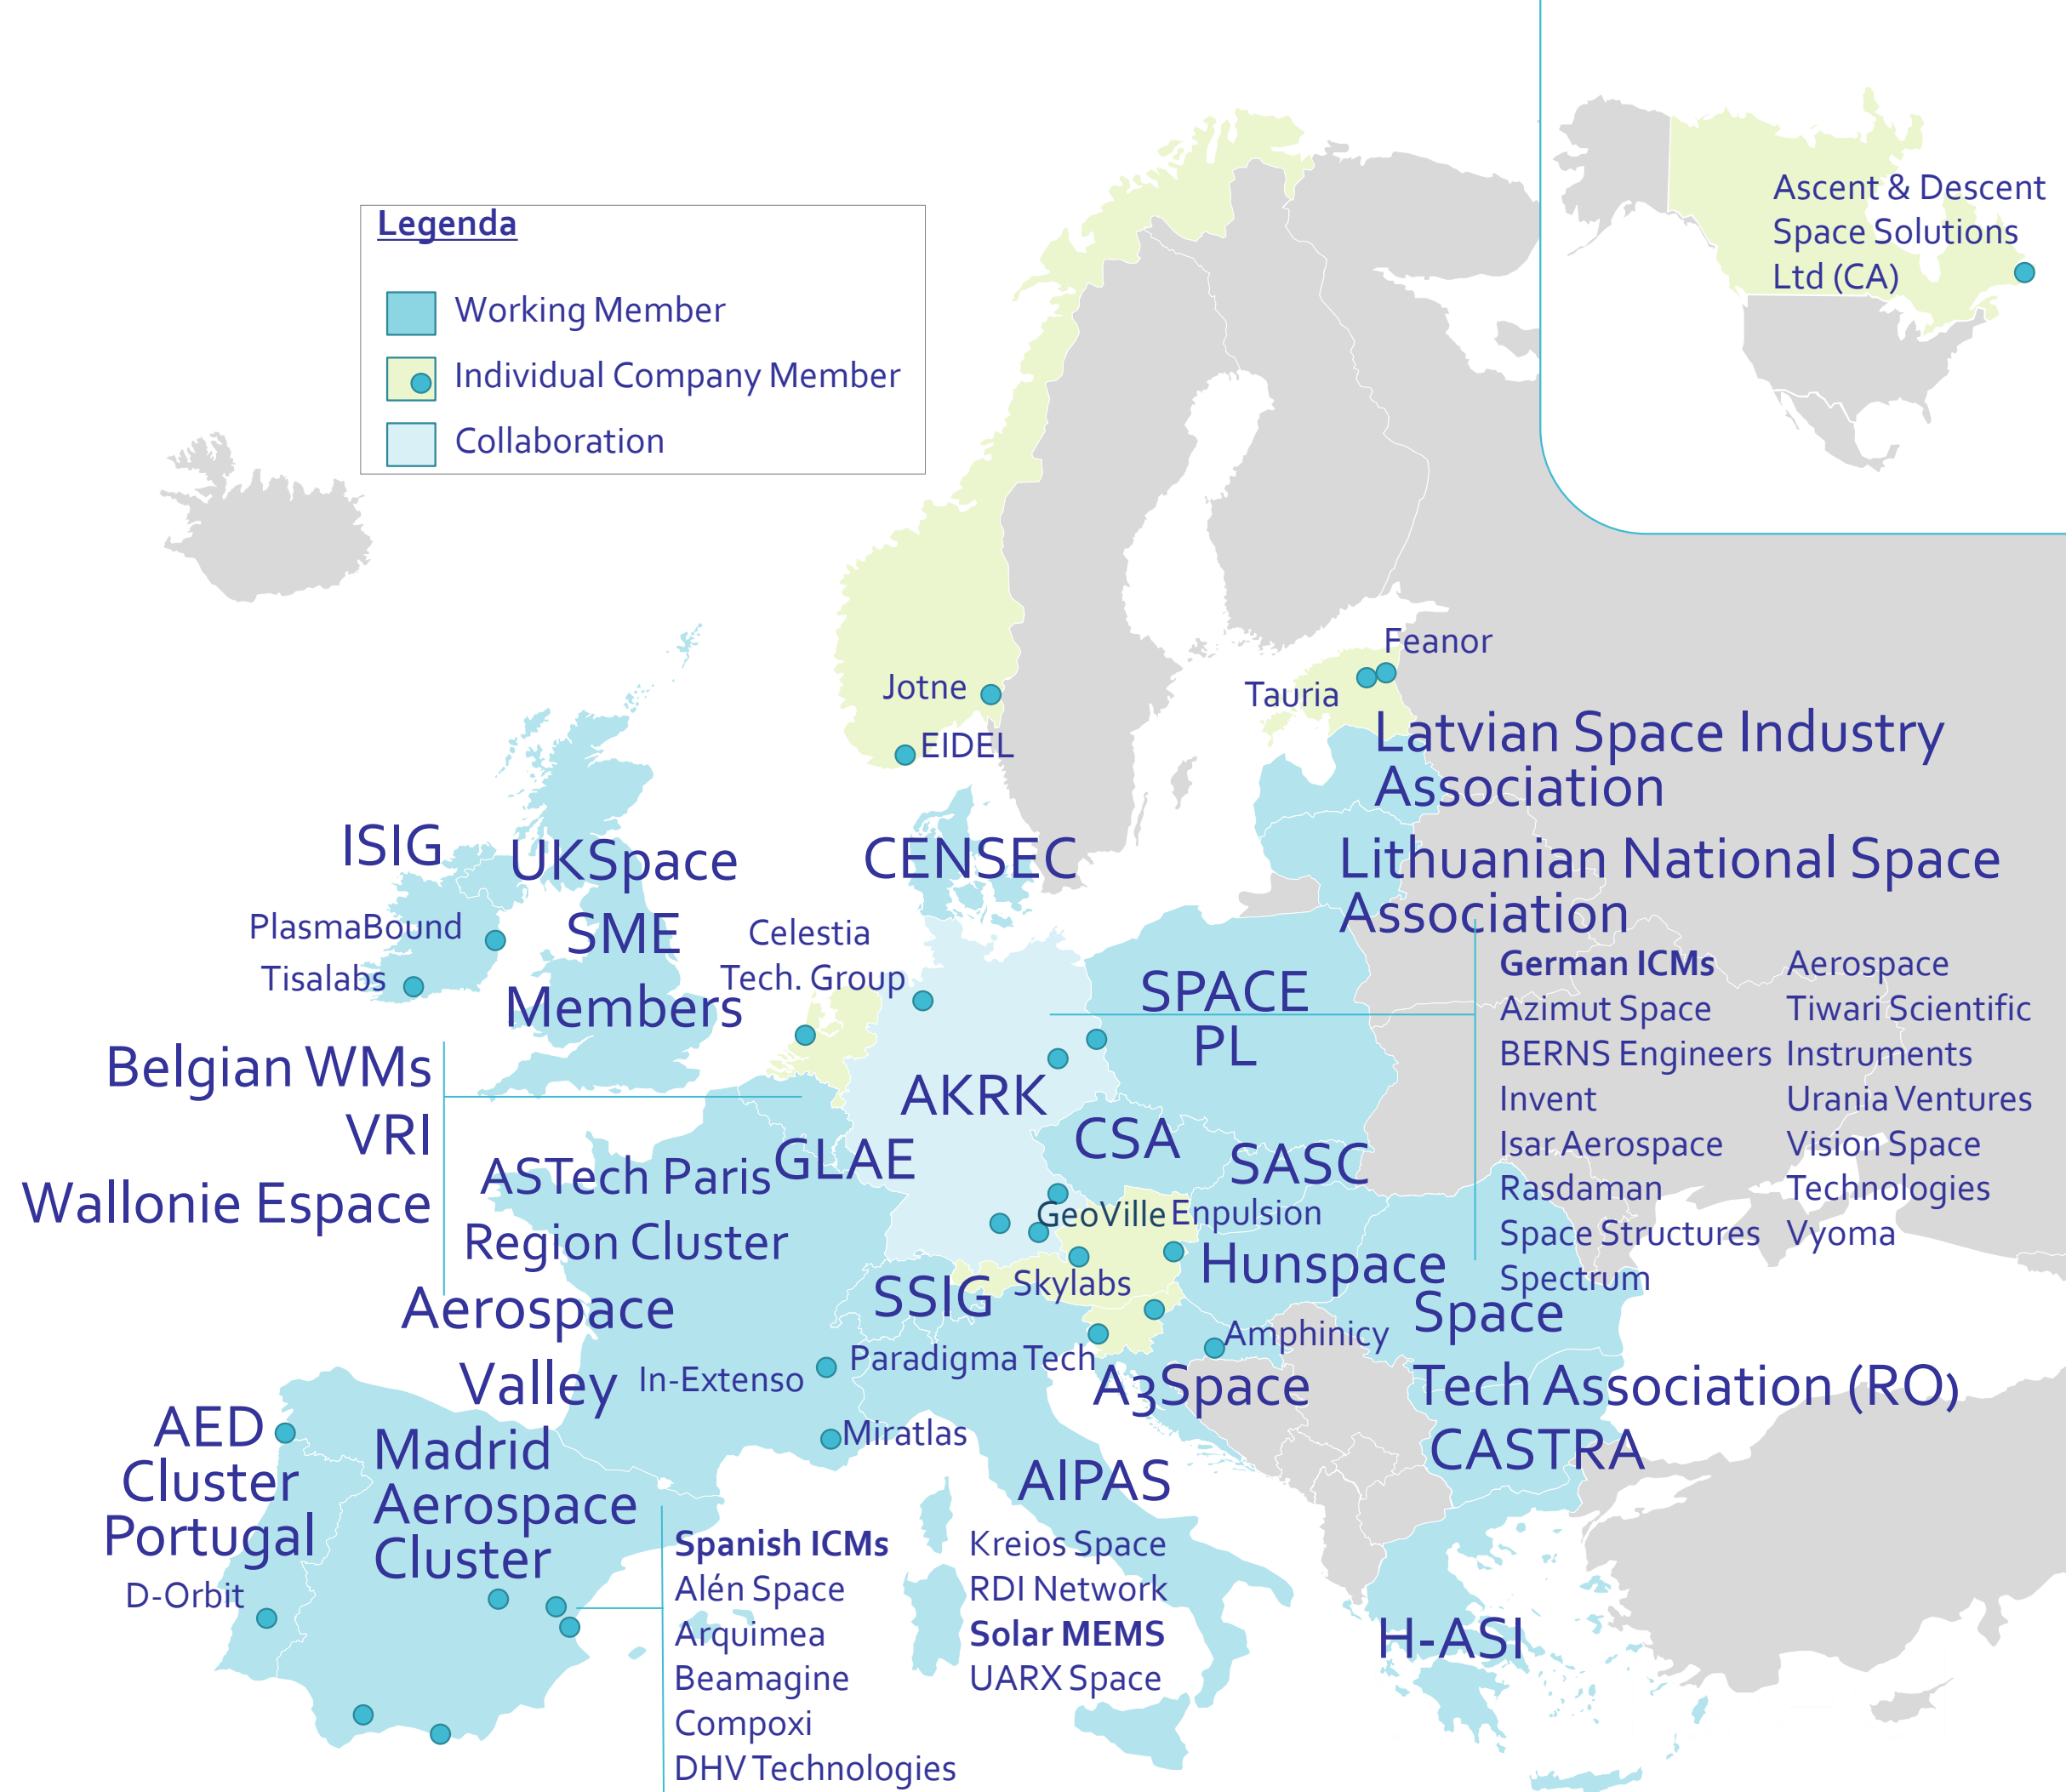 Legenda
Working Member
Individual Company Member
Collaboration
Ascent & Descent
Space Solutions
Ltd (CA)
Feanor
Jotne
Tauria
EIDEL
Latvian Space Industry
Association
ISIG
UKSpace
SME
Members
CENSEC
Lithuanian National Space
Association
PlasmaBound
Tisalabs
Celestia
Tech. Group
SPACE
PL
German ICMs
Azimut Space
BERNS Engineers
Invent
Isar Aerospace
Rasdaman
Space Structures
Spectrum
Aerospace
Tiwari Scientific
Instruments
Urania Ventures
Vision Space
Technologies
Vyoma
Belgian WMs
VRI
Wallonie Espace
AKRK
CSA
SASC
GLAE
ASTech Paris
Region Cluster
GeoVille
Enpulsion
Hunspace
SSIG
Skylabs
Aerospace
Valley
In-Extenso
Paradigma Tech
Amphinicy
A3Space
Space
Tech Association (RO)
Miratlas
CASTRA
AED
Cluster
Portugal
D-Orbit
Madrid
Aerospace
Cluster
AIPAS
Spanish ICMs
Alén Space
Arquimea
Beamagine
Compoxi
DHV Technologies
Kreios Space
RDI Network
Solar MEMS
UARX Space
H-ASI